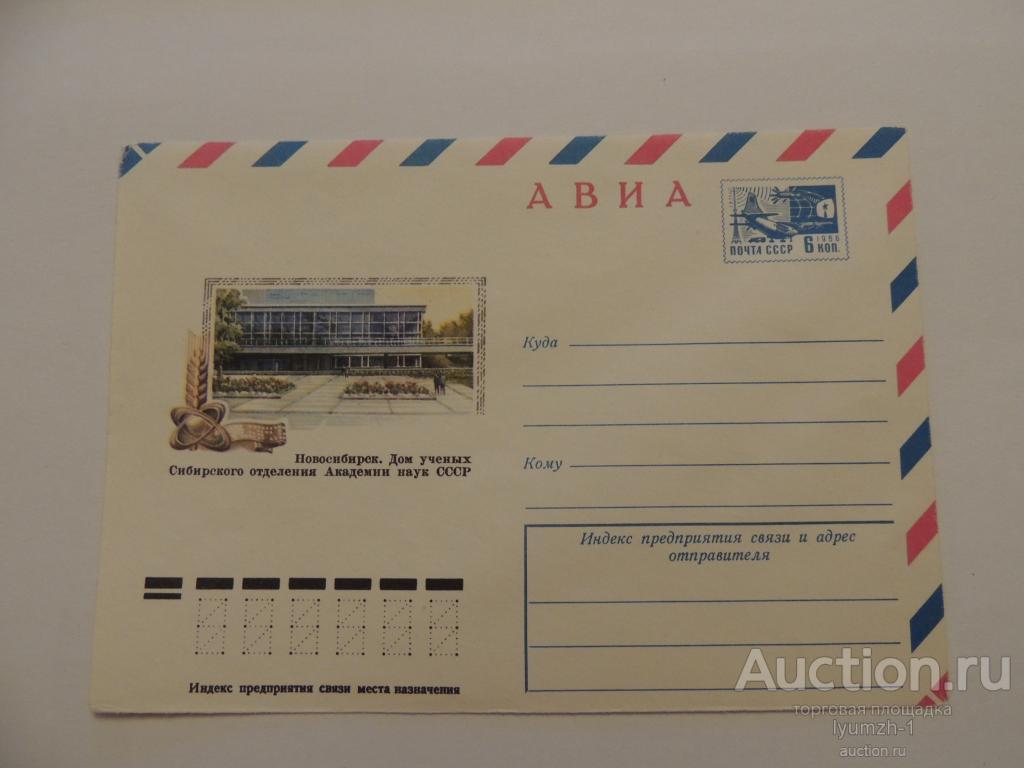 АВИА
1966
ПОЧТА СССР 6 КОП.
Куда
Новосибирск. Дом ученых
Сибирского отделения Академии наук СССР
Кому
Индекс предприятия связи и адрес
отправителя
Индекс предприятия связи места назначения
Auction.ru
торговая площадка
lyumzh-1
auction.ru